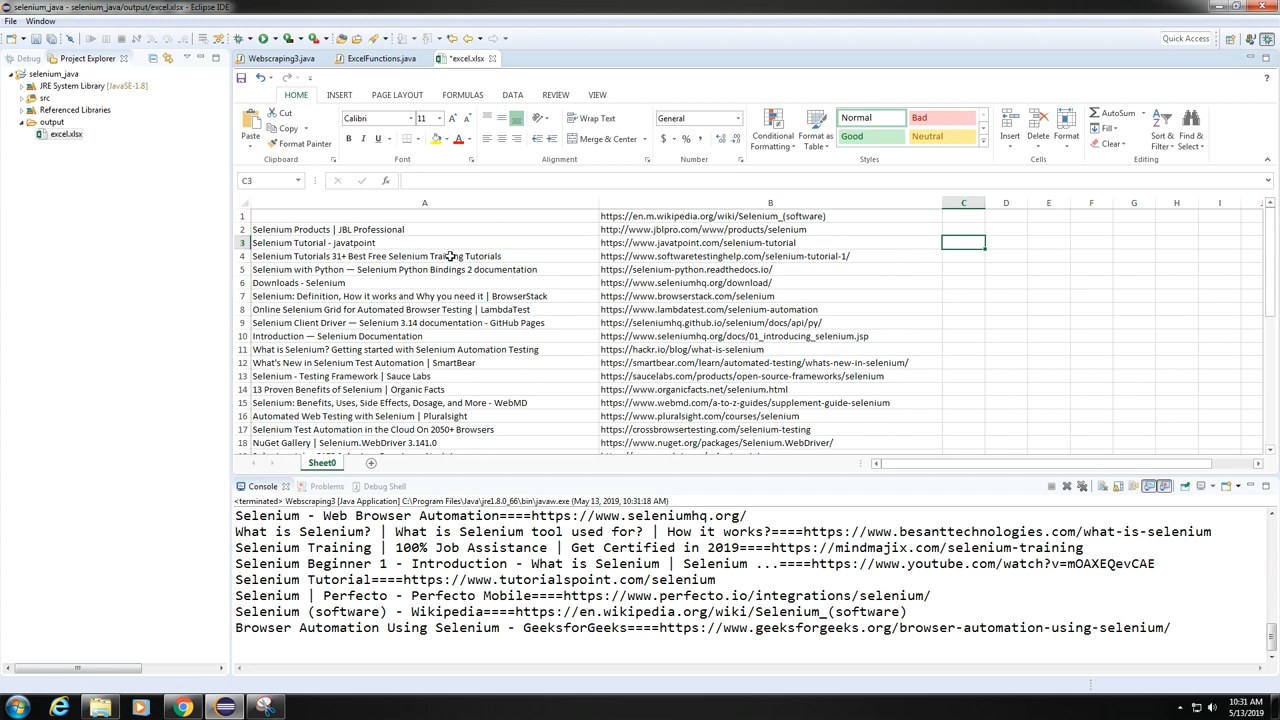 selenium_java - selenium_java/output/excel.xlsx - Eclipse IDE
File Window
Quick Access
Debug Project Explorer
Webscraping3.java ExcelFunctions.java *excel.xlsx
selenium_java
JRE System Library [JavaSE-1.8]
src
Referenced Libraries
output
excel.xlsx
HOME INSERT PAGE LAYOUT FORMULAS DATA REVIEW VIEW
Paste
Cut
Copy
Format Painter
Clipboard
Calibri 11
B I U
Font
Wrap Text
Merge & Center
Alignment
General
$ % ,
Number
Conditional Formatting
Format as Table
Normal Bad
Good Neutral
Styles
Insert Delete Format
Cells
AutoSum
Fill
Clear
Sort & Filter
Find & Select
Editing
C3
A B C D E F G H I
1 https://en.m.wikipedia.org/wiki/Selenium_(software)
2 Selenium Products | JBL Professional http://www.jblpro.com/www/products/selenium
3 Selenium Tutorial - javatpoint https://www.javatpoint.com/selenium-tutorial
4 Selenium Tutorials 31+ Best Free Selenium Training Tutorials https://www.softwaretestinghelp.com/selenium-tutorial-1/
5 Selenium with Python — Selenium Python Bindings 2 documentation https://selenium-python.readthedocs.io/
6 Downloads - Selenium https://www.seleniumhq.org/download/
7 Selenium: Definition, How it works and Why you need it | BrowserStack https://www.browserstack.com/selenium
8 Online Selenium Grid for Automated Browser Testing | LambdaTest https://www.lambdatest.com/selenium-automation
9 Selenium Client Driver — Selenium 3.14 documentation - GitHub Pages https://seleniumhq.github.io/selenium/docs/api/py/
10 Introduction — Selenium Documentation https://www.seleniumhq.org/docs/01_introducing_selenium.jsp
11 What is Selenium? Getting started with Selenium Automation Testing https://hackr.io/blog/what-is-selenium
12 What's New in Selenium Test Automation | SmartBear https://smartbear.com/learn/automated-testing/whats-new-in-selenium/
13 Selenium - Testing Framework | Sauce Labs https://saucelabs.com/products/open-source-frameworks/selenium
14 13 Proven Benefits of Selenium | Organic Facts https://www.organicfacts.net/selenium.html
15 Selenium: Benefits, Uses, Side Effects, Dosage, and More - WebMD https://www.webmd.com/a-to-z-guides/supplement-guide-selenium
16 Automated Web Testing with Selenium | Pluralsight https://www.pluralsight.com/courses/selenium
17 Selenium Test Automation in the Cloud On 2050+ Browsers https://crossbrowsertesting.com/selenium-testing
18 NuGet Gallery | Selenium.WebDriver 3.141.0 https://www.nuget.org/packages/Selenium.WebDriver/
Sheet0
Console Problems Debug Shell
<terminated> Webscraping3 [Java Application] C:\Program Files\Java\jre1.8.0_66\bin\javaw.exe (May 13, 2019, 10:31:18 AM)
Selenium - Web Browser Automation====https://www.seleniumhq.org/
What is Selenium? | What is Selenium tool used for? | How it works?====https://www.besanttechnologies.com/what-is-selenium
Selenium Training | 100% Job Assistance | Get Certified in 2019====https://mindmajix.com/selenium-training
Selenium Beginner 1 - Introduction - What is Selenium | Selenium ...====https://www.youtube.com/watch?v=mOAXEQevCAE
Selenium Tutorial====https://www.tutorialspoint.com/selenium
Selenium | Perfecto - Perfecto Mobile====https://www.perfecto.io/integrations/selenium/
Selenium (software) - Wikipedia====https://en.wikipedia.org/wiki/Selenium_(software)
Browser Automation Using Selenium - GeeksforGeeks====https://www.geeksforgeeks.org/browser-automation-using-selenium/
10:31 AM
5/13/2019